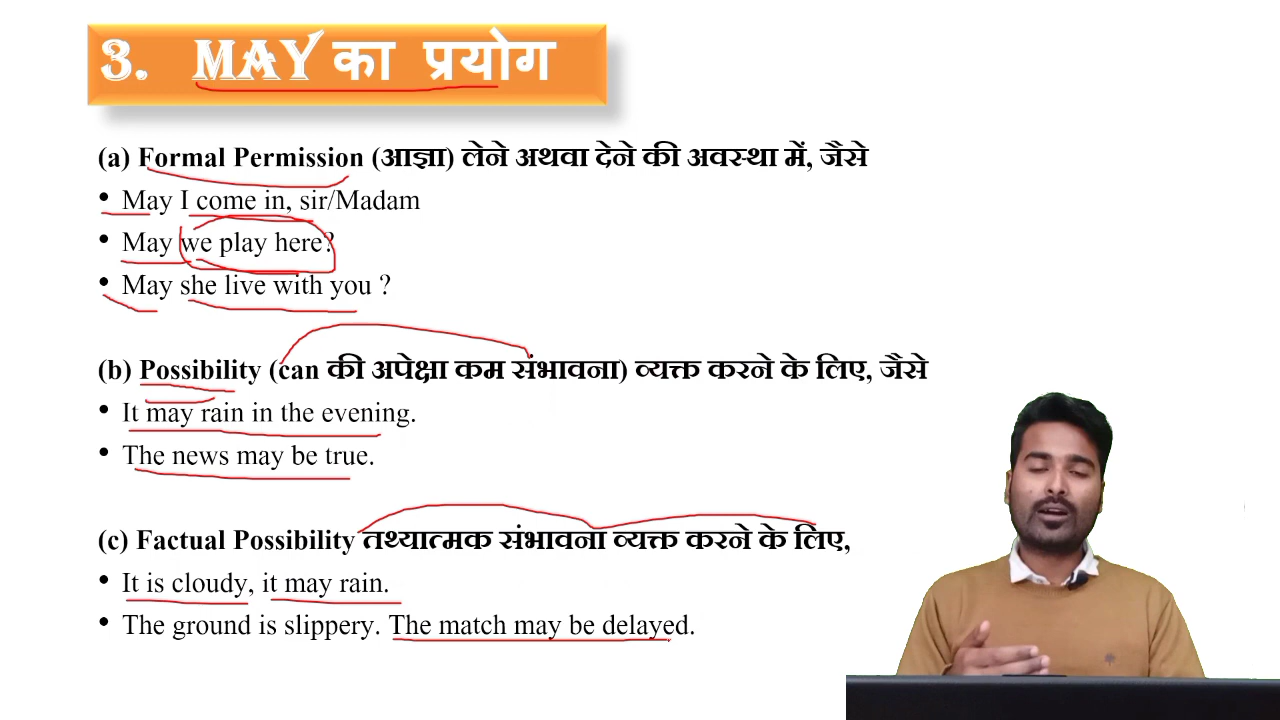 3. MAY का प्रयोग
(a) Formal Permission (आज्ञा) लेने अथवा देने की अवस्था में, जैसे
• May I come in, sir/Madam
• May we play here?
• May she live with you ?
(b) Possibility (can की अपेक्षा कम संभावना) व्यक्त करने के लिए, जैसे
• It may rain in the evening.
• The news may be true.
(c) Factual Possibility तथ्यात्मक संभावना व्यक्त करने के लिए,
• It is cloudy, it may rain.
• The ground is slippery. The match may be delayed.